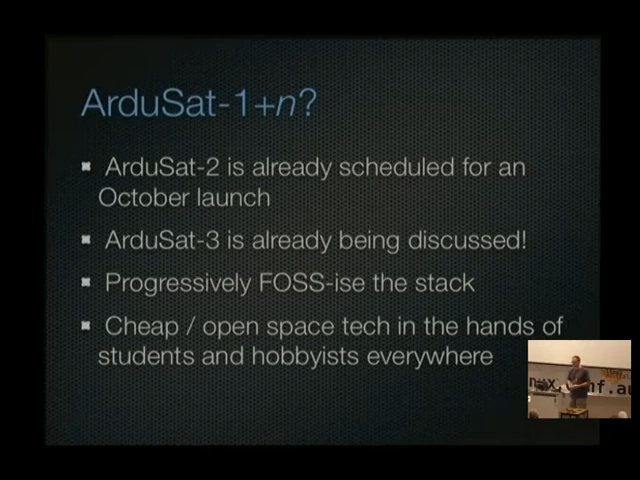 ArduSat-1+n?
ArduSat-2 is already scheduled for an
October launch
ArduSat-3 is already being discussed!
Progressively FOSS-ise the stack
Cheap / open space tech in the hands of
students and hobbyists everywhere